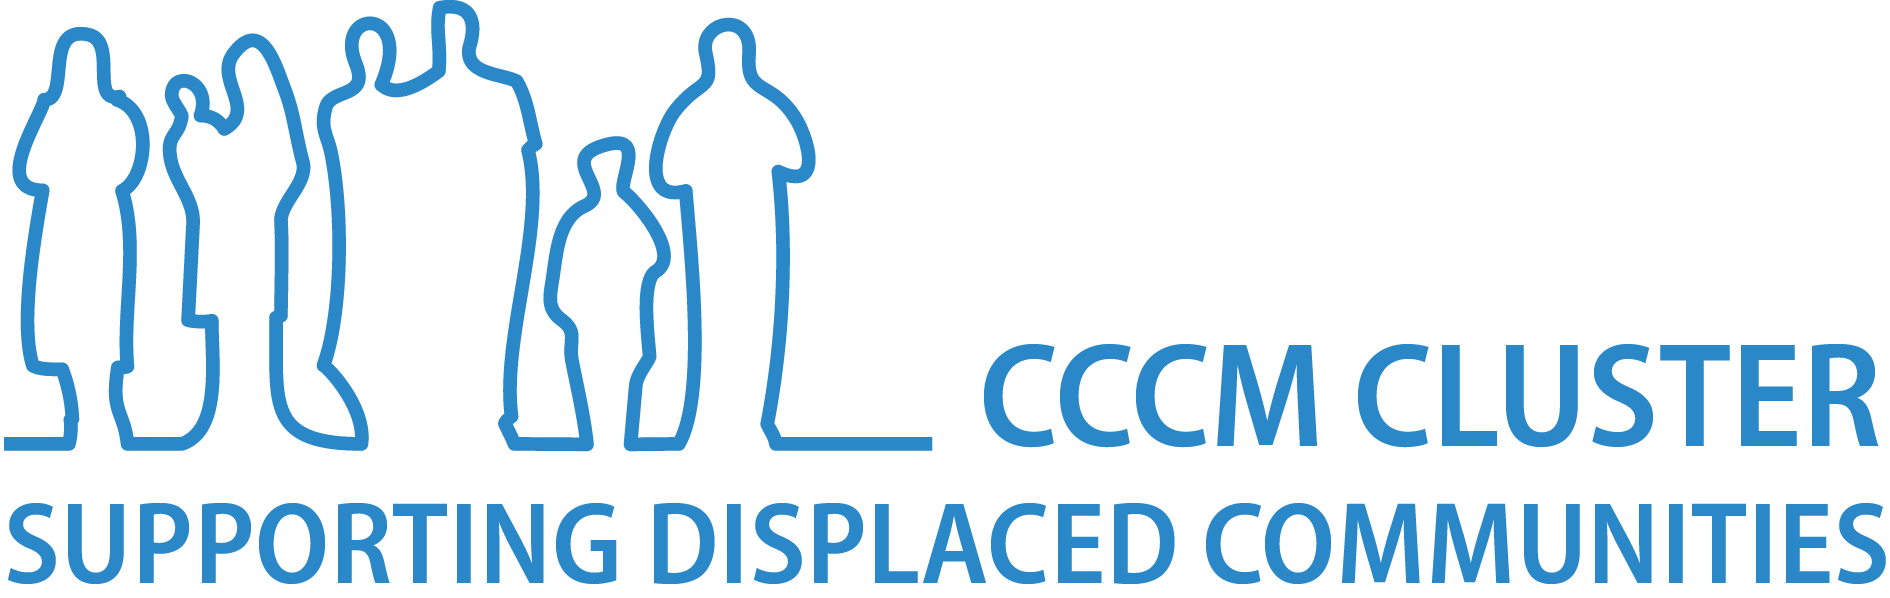 CCCM CLUSTER
SUPPORTING DISPLACED COMMUNITIES